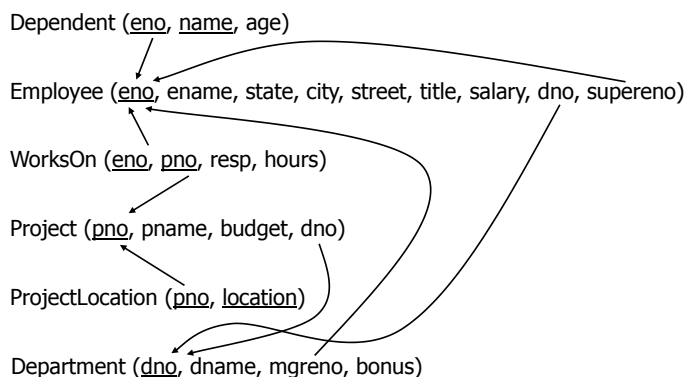 Dependent (eno, name, age)
Employee (eno, ename, state, city, street, title, salary, dno, supereno)
WorksOn (eno, pno, resp, hours)
Project (pno, pname, budget, dno)
ProjectLocation (pno, location)
Department (dno, dname, mgreno, bonus)